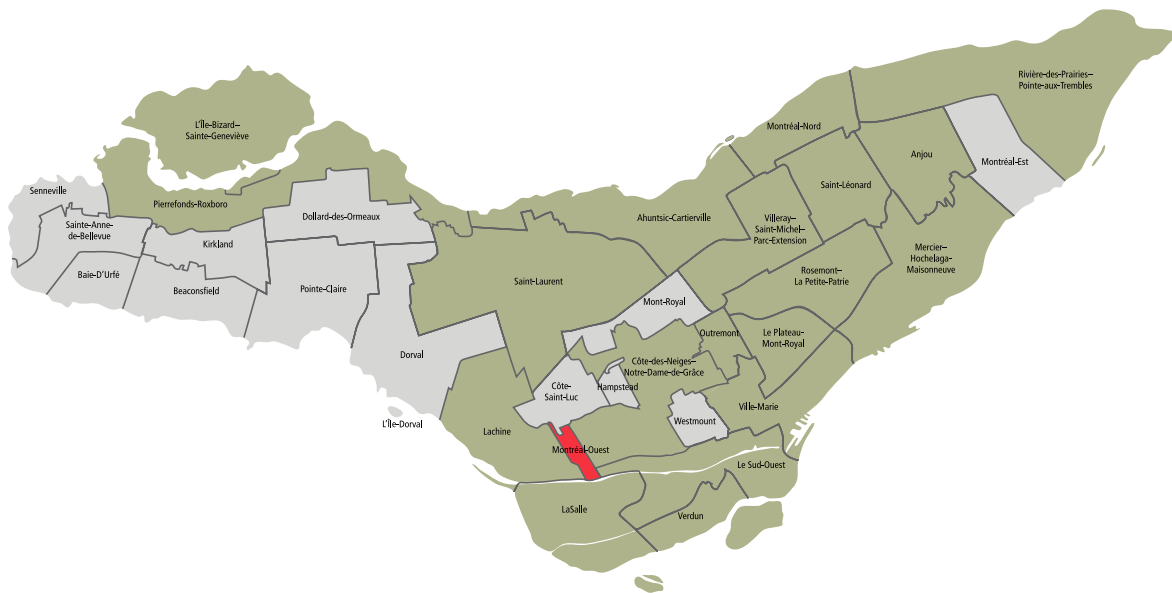 Rivière-des-Prairies–
Pointe-aux-Trembles
L'Île-Bizard–
Sainte-Geneviève
Montréal-Nord
Anjou
Montréal-Est
Saint-Léonard
Senneville
Pierrefonds-Roxboro
Dollard-des-Ormeaux
Ahuntsic-Cartierville
Villeray–
Saint-Michel–
Parc-Extension
Sainte-Anne-
de-Bellevue
Kirkland
Mercier–
Hochelaga-
Maisonneuve
Baie-D'Urfé
Beaconsfield
Pointe-Claire
Saint-Laurent
Rosemont–
La Petite-Patrie
Mont-Royal
Outremont
Le Plateau-
Mont-Royal
Dorval
Côte-des-Neiges–
Notre-Dame-de-Grâce
Côte-
Saint-Luc
Hampstead
Ville-Marie
L'Île-Dorval
Westmount
Lachine
Montréal-Ouest
Le Sud-Ouest
LaSalle
Verdun